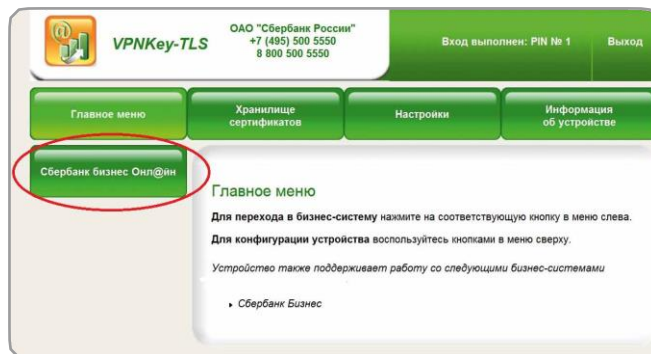 VPNKey-TLS
ОАО "Сбербанк России"
+7 (495) 500 5550
8 800 500 5550
Вход выполнен: PIN № 1
Выход
Главное меню
Хранилище
сертификатов
Настройки
Информация
об устройстве
Сбербанк бизнес Онл@йн
Главное меню
Для перехода в бизнес-систему нажмите на соответствующую кнопку в меню слева.
Для конфигурации устройства воспользуйтесь кнопками в меню сверху.
Устройство также поддерживает работу со следующими бизнес-системами
Сбербанк Бизнес